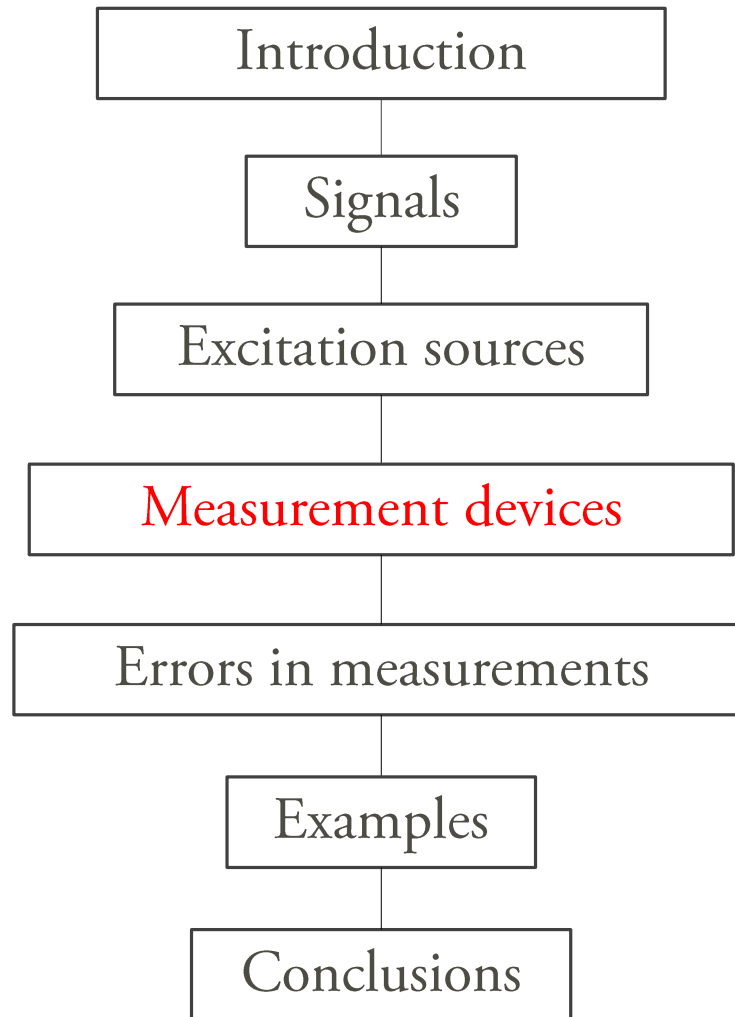 Introduction
Signals
Excitation sources
Measurement devices
Errors in measurements
Examples
Conclusions